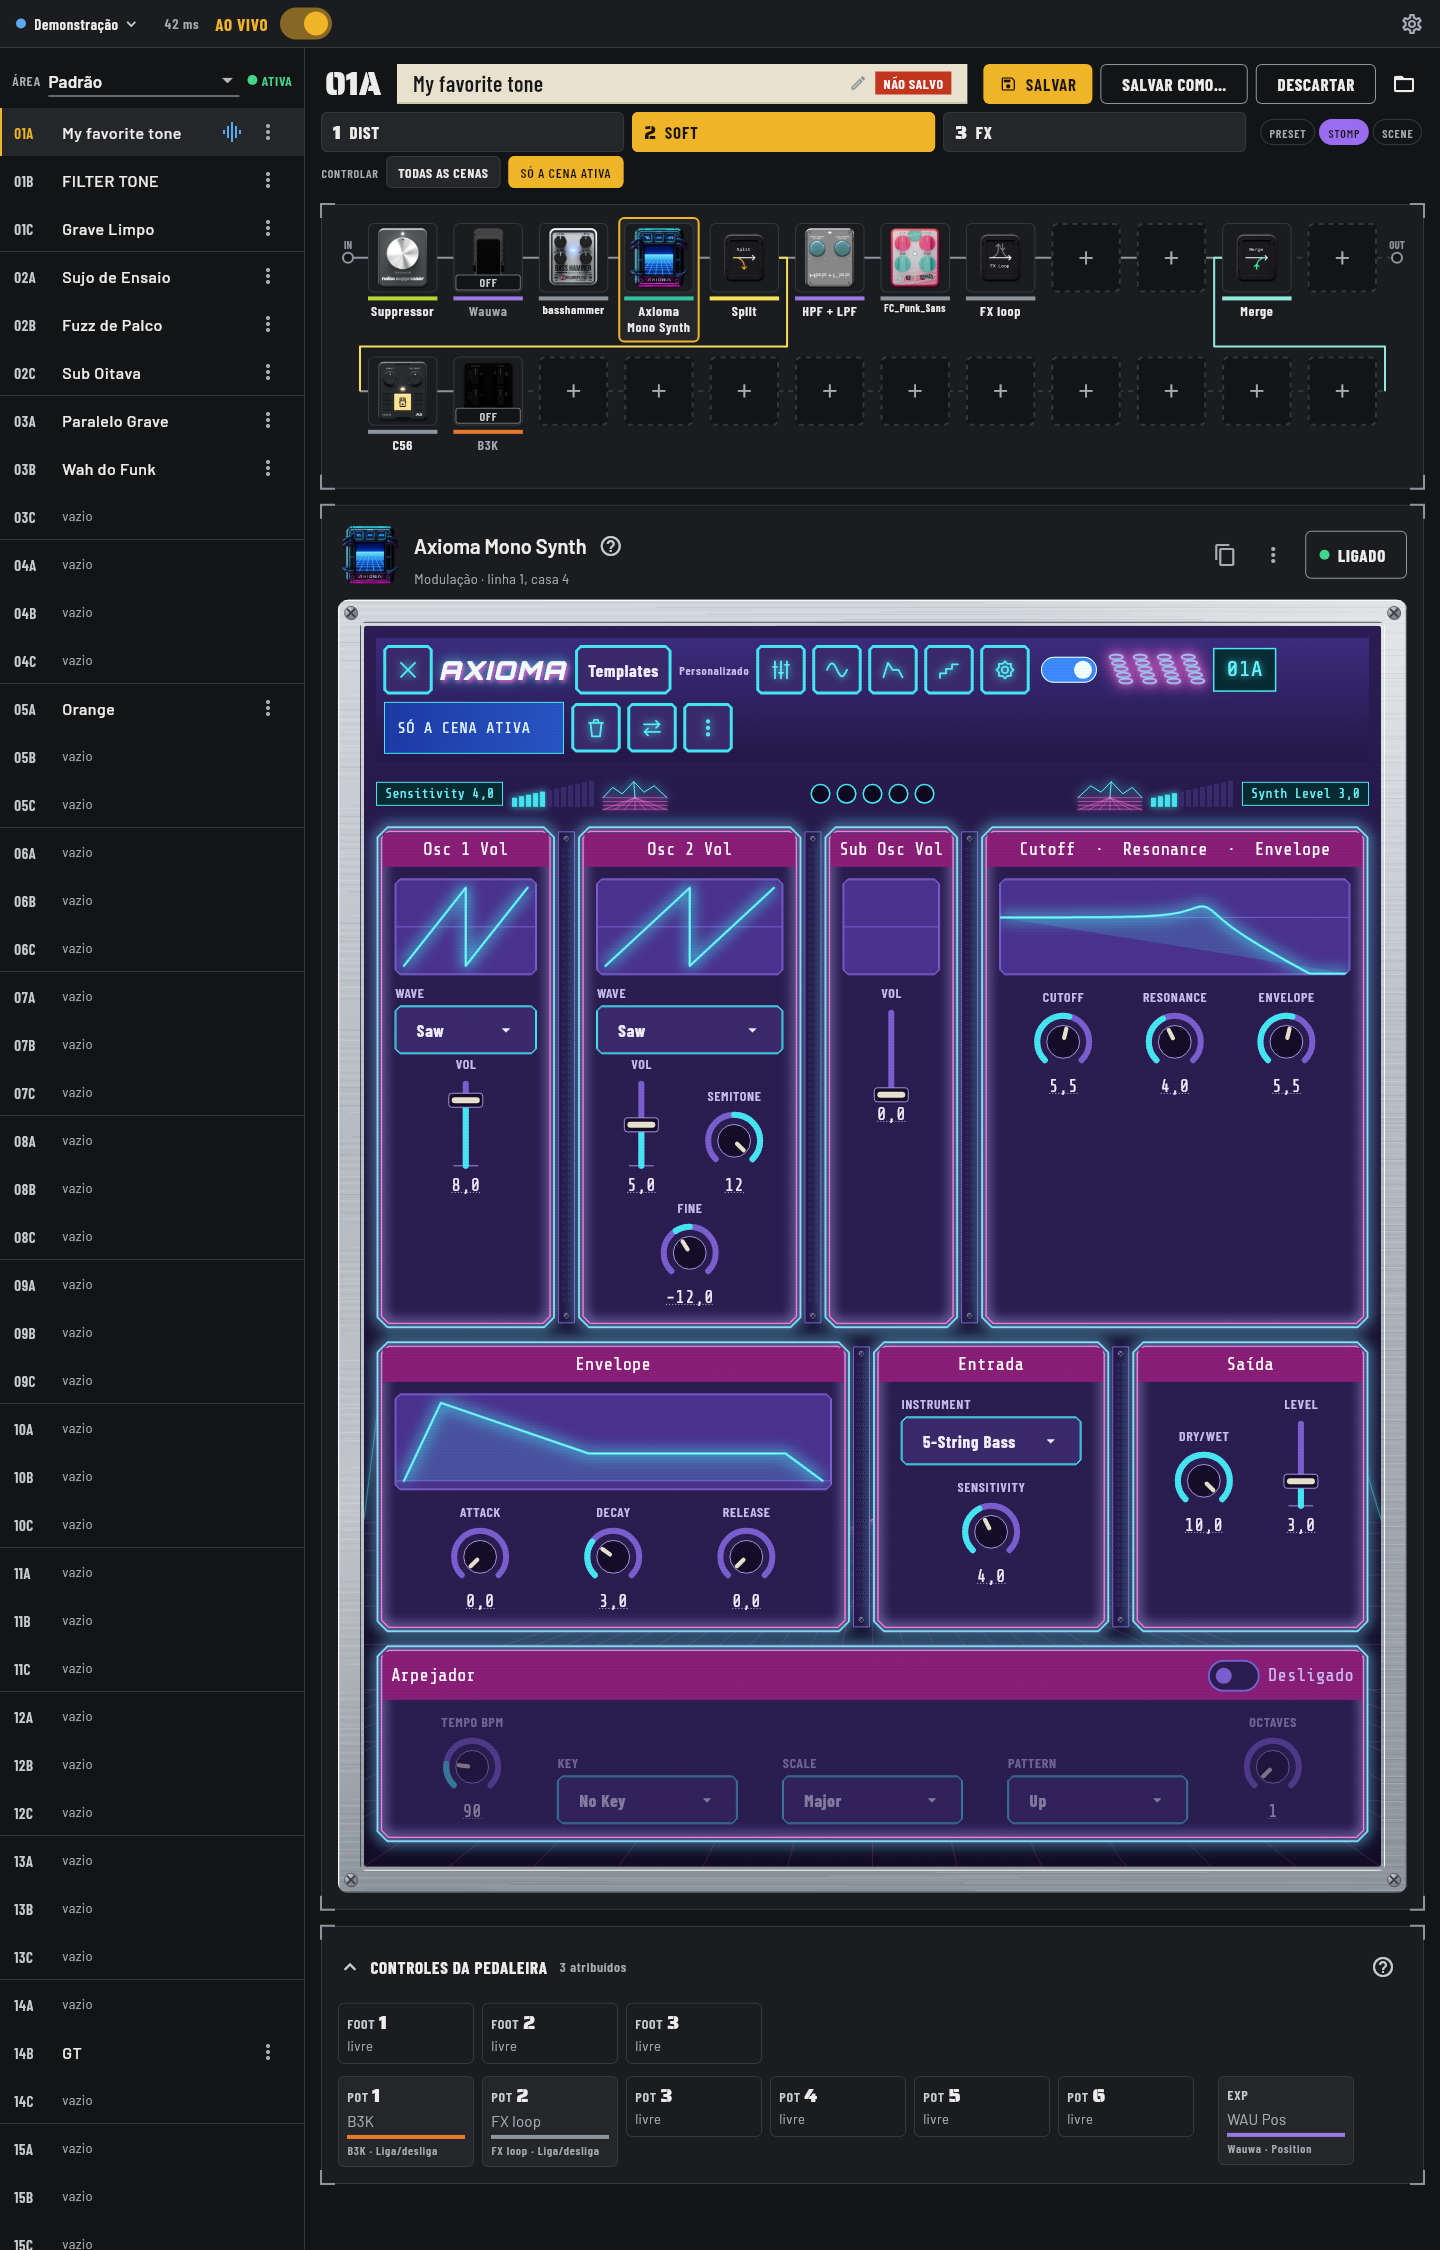 Demonstração
42 ms
AO VIVO
ÁREA Padrão
ATIVA
01A My favorite tone
01B FILTER TONE
01C Grave Limpo
02A Sujo de Ensaio
02B Fuzz de Palco
02C Sub Oitava
03A Paralelo Grave
03B Wah do Funk
03C vazio
04A vazio
04B vazio
04C vazio
05A Orange
05B vazio
05C vazio
06A vazio
06B vazio
06C vazio
07A vazio
07B vazio
07C vazio
08A vazio
08B vazio
08C vazio
09A vazio
09B vazio
09C vazio
10A vazio
10B vazio
10C vazio
11A vazio
11B vazio
11C vazio
12A vazio
12B vazio
12C vazio
13A vazio
13B vazio
13C vazio
14A vazio
14B GT
14C vazio
15A vazio
15B vazio
15C vazio
01A
My favorite tone
NÃO SALVO
SALVAR
SALVAR COMO...
DESCARTAR
1 DIST
2 SOFT
3 FX
PRESET
STOMP
SCENE
CONTROLAR
TODAS AS CENAS
SÓ A CENA ATIVA
IN
OUT
OFF
Split
FX Loop
Merge
HPF+LPF
Suppressor
Wauwa
basshammer
Axioma
Mono Synth
Split
HPF + LPF
FC_Punk_Sans
FX loop
Merge
OFF
C56
B3K
Axioma Mono Synth
Modulação · linha 1, casa 4
LIGADO
AXIOMA
Templates
Personalizado
01A
SÓ A CENA ATIVA
Sensitivity 4,0
Synth Level 3,0
Osc 1 Vol
Osc 2 Vol
Sub Osc Vol
Cutoff · Resonance · Envelope
WAVE
Saw
VOL
8,0
WAVE
Saw
VOL
5,0
SEMITONE
12
FINE
-12,0
VOL
0,0
CUTOFF
RESONANCE
ENVELOPE
5,5
4,0
5,5
Envelope
Entrada
Saída
ATTACK
DECAY
RELEASE
0,0
3,0
0,0
INSTRUMENT
5-String Bass
SENSITIVITY
4,0
DRY/WET
10,0
LEVEL
3,0
Arpejador
Desligado
TEMPO BPM
90
KEY
No Key
SCALE
Major
PATTERN
Up
OCTAVES
1
CONTROLES DA PEDALEIRA
3 atribuídos
FOOT 1
livre
FOOT 2
livre
FOOT 3
livre
POT 1
B3K
B3K · Liga/desliga
POT 2
FX loop
FX loop · Liga/desliga
POT 3
livre
POT 4
livre
POT 5
livre
POT 6
livre
EXP
WAU Pos
Wauwa · Position